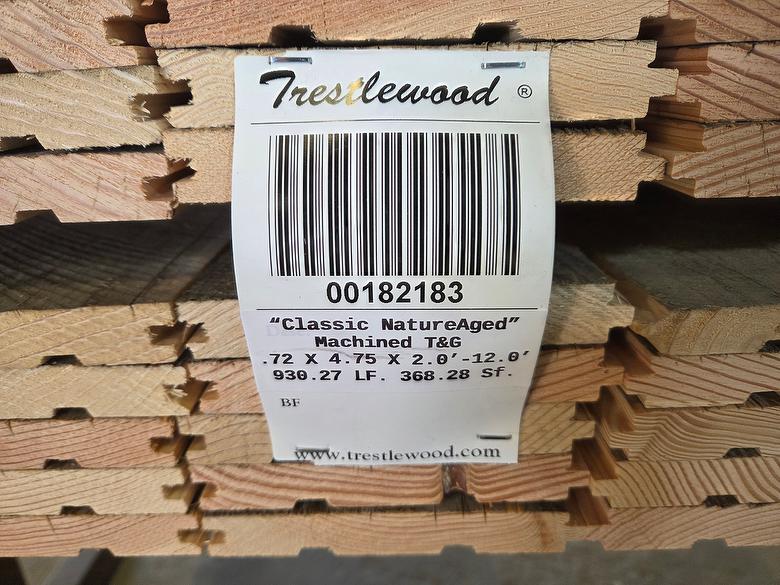 Trestlewood ®
00182183
"Classic NatureAged"
Machined T&G
.72 X 4.75 X 2.0'-12.0'
930.27 LF. 368.28 Sf.
BF
www.trestlewood.com